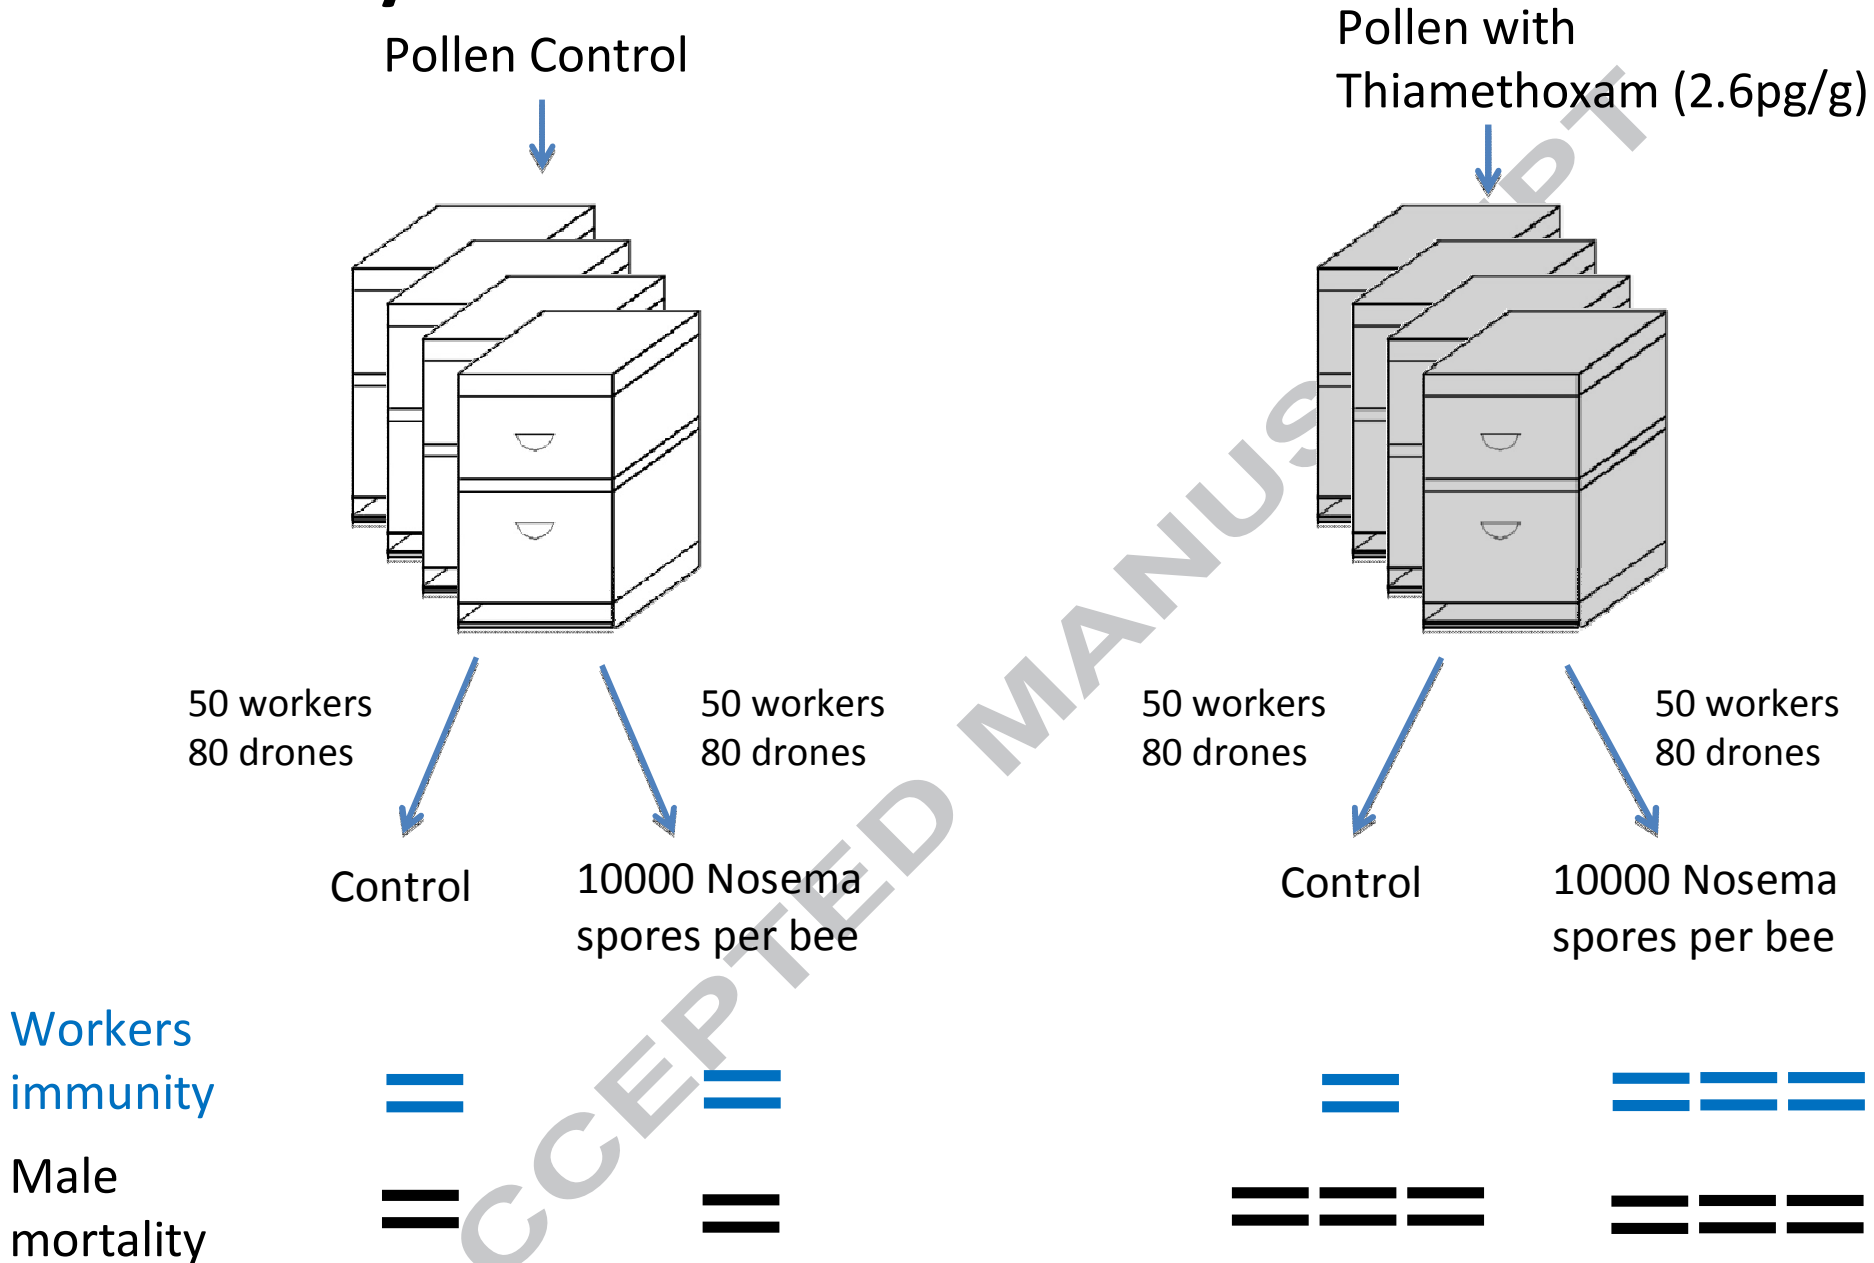 Pollen Control
Pollen with
Thiamethoxam (2.6pg/g)
50 workers
80 drones
50 workers
80 drones
50 workers
80 drones
50 workers
80 drones
Control
10000 Nosema
spores per bee
Control
10000 Nosema
spores per bee
Workers
immunity
Male
mortality
CCEPTED MANUSCRIPT